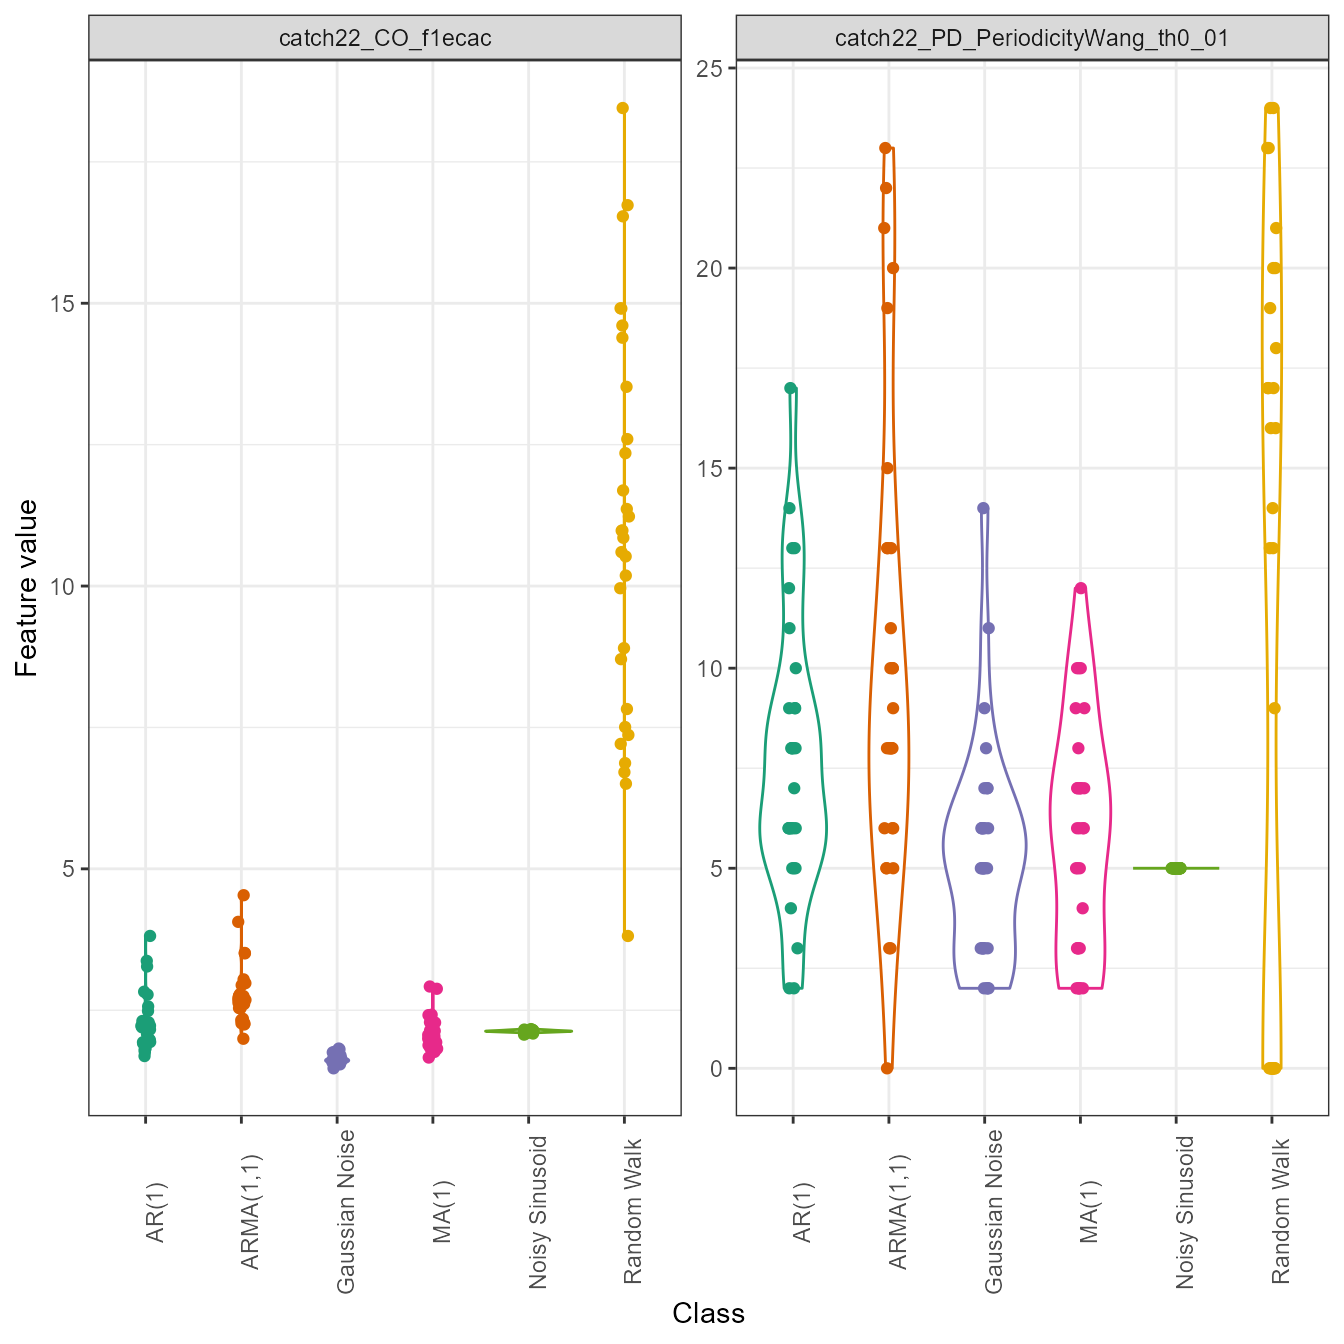 catch22_CO_f1ecac
catch22_PD_PeriodicityWang_th0_01
Feature value
15
10
5
25
20
15
10
5
0
AR(1)
ARMA(1,1)
Gaussian Noise
MA(1)
Noisy Sinusoid
Random Walk
AR(1)
ARMA(1,1)
Gaussian Noise
MA(1)
Noisy Sinusoid
Random Walk
Class